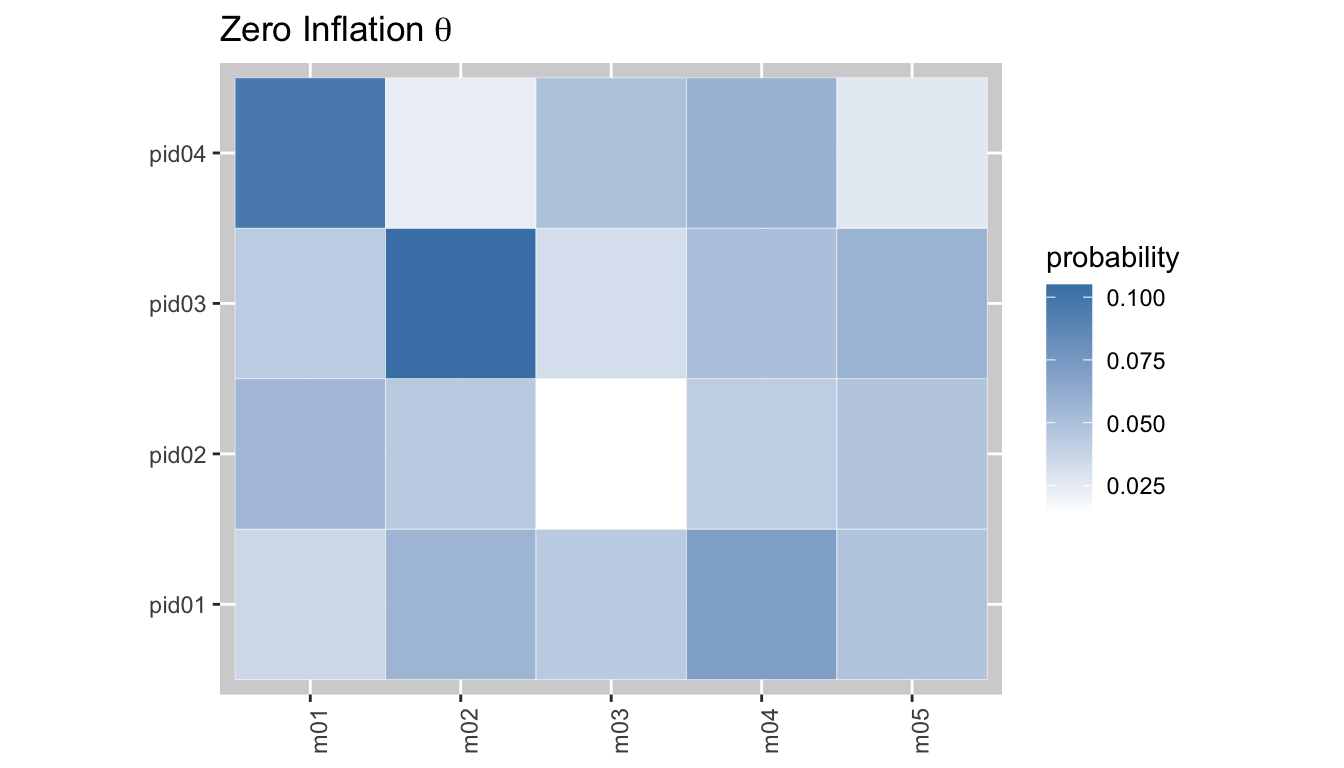 Zero Inflation θ
pid04
pid03
pid02
pid01
m01
m02
m03
m04
m05
probability
0.100
0.075
0.050
0.025